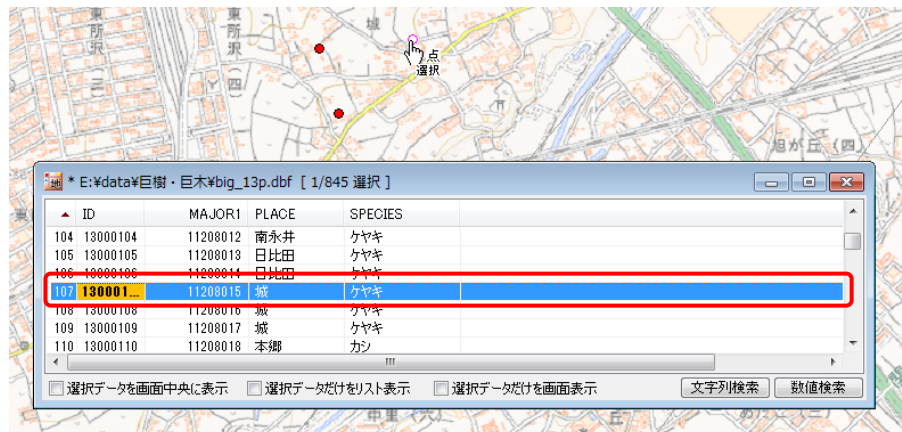 東所沢三
東所沢四
城
点
選択
旭が丘(四)
* E:¥data¥巨樹・巨木¥big_13p.dbf [ 1/845 選択 ]
ID MAJOR1 PLACE SPECIES
104 13000104 11208012 南永井 ケヤキ
105 13000105 11208013 日比田 ケヤキ
106 13000106 11208014 日比田 ケヤキ
107 130001... 11208015 城 ケヤキ
108 13000108 11208016 城 ケヤキ
109 13000109 11208017 城 ケヤキ
110 13000110 11208018 本郷 カシ
選択データを画面中央に表示 選択データだけをリスト表示 選択データだけを画面表示 文字列検索 数値検索
中里(六)